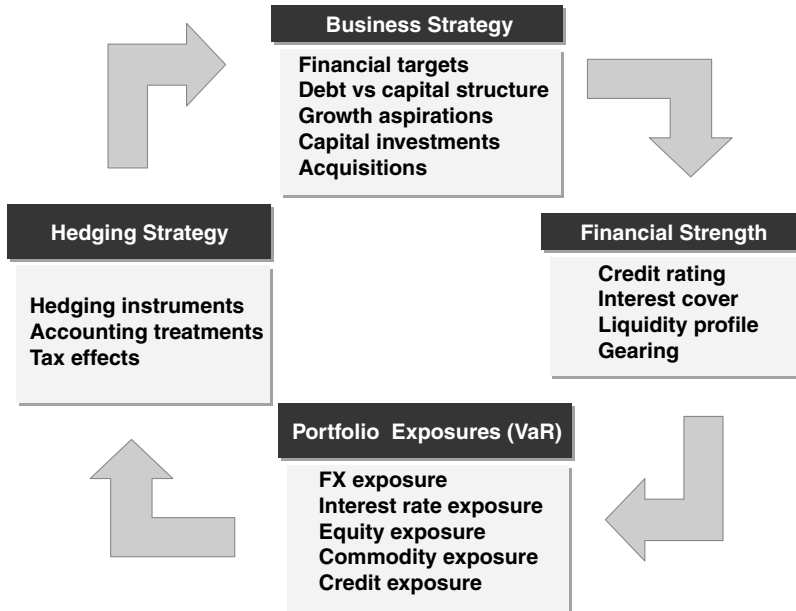 Business Strategy
Financial targets
Debt vs capital structure
Growth aspirations
Capital investments
Acquisitions
Financial Strength
Credit rating
Interest cover
Liquidity profile
Gearing
Portfolio Exposures (VaR)
FX exposure
Interest rate exposure
Equity exposure
Commodity exposure
Credit exposure
Hedging Strategy
Hedging instruments
Accounting treatments
Tax effects